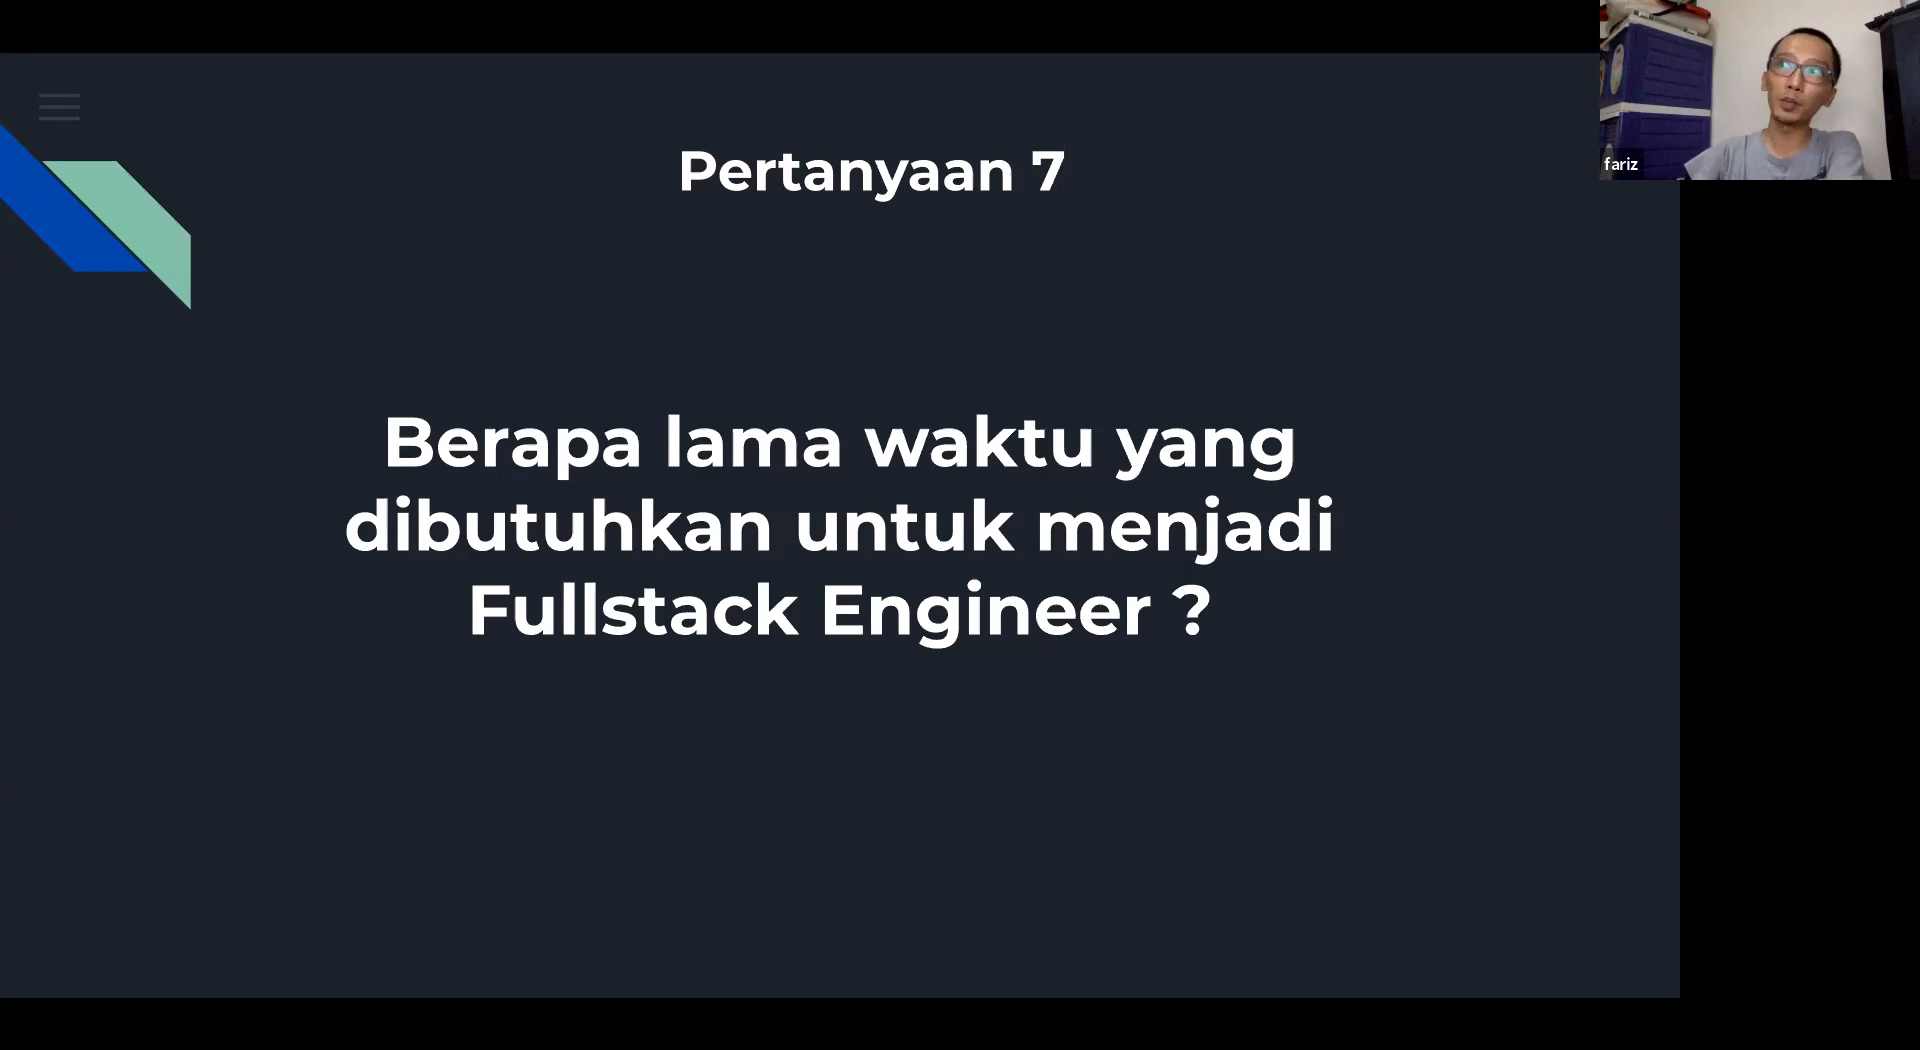 Pertanyaan 7
Berapa lama waktu yang
dibutuhkan untuk menjadi
Fullstack Engineer ?
fariz